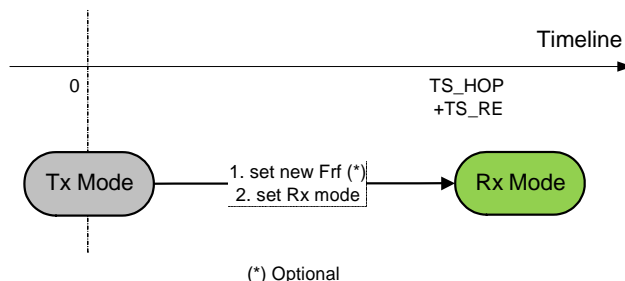 Timeline
0
TS_HOP
+TS_RE
Tx Mode
1. set new Frf (*)
2. set Rx mode
Rx Mode
(*) Optional